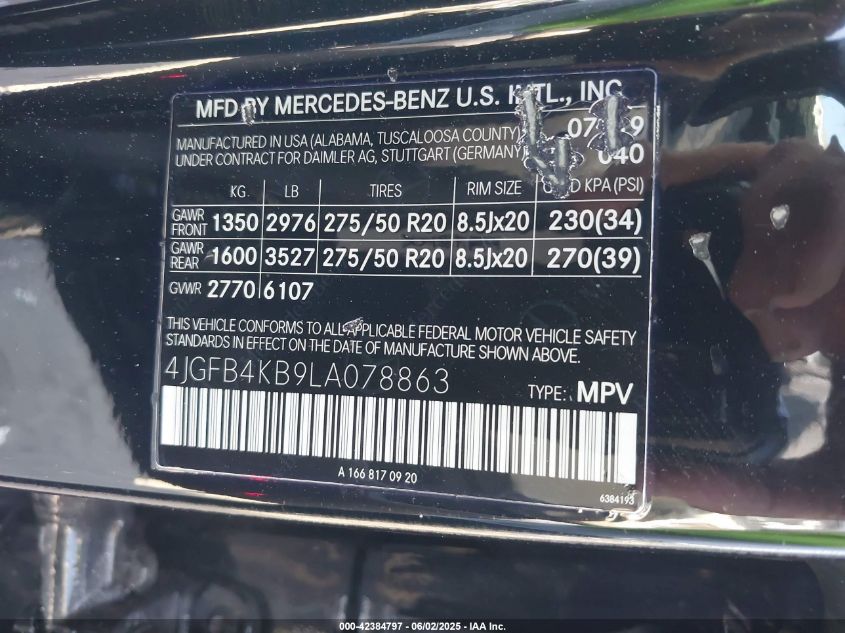 MFD BY MERCEDES-BENZ U.S. INTL., INC.
MANUFACTURED IN USA (ALABAMA, TUSCALOOSA COUNTY)
UNDER CONTRACT FOR DAIMLER AG, STUTTGART (GERMANY) 040
KG LB TIRES RIM SIZE COLD KPA (PSI)
GAWR FRONT 1350 2976 275/50 R20 8.5Jx20 230(34)
GAWR REAR 1600 3527 275/50 R20 8.5Jx20 270(39)
GVWR 2770 6107
THIS VEHICLE CONFORMS TO ALL APPLICABLE FEDERAL MOTOR VEHICLE SAFETY
STANDARDS IN EFFECT ON THE DATE OF MANUFACTURE SHOWN ABOVE.
4JGFB4KB9LA078863 TYPE: MPV
A 166 817 09 20
6384193
000-42384797 - 06/02/2025 - IAA Inc.